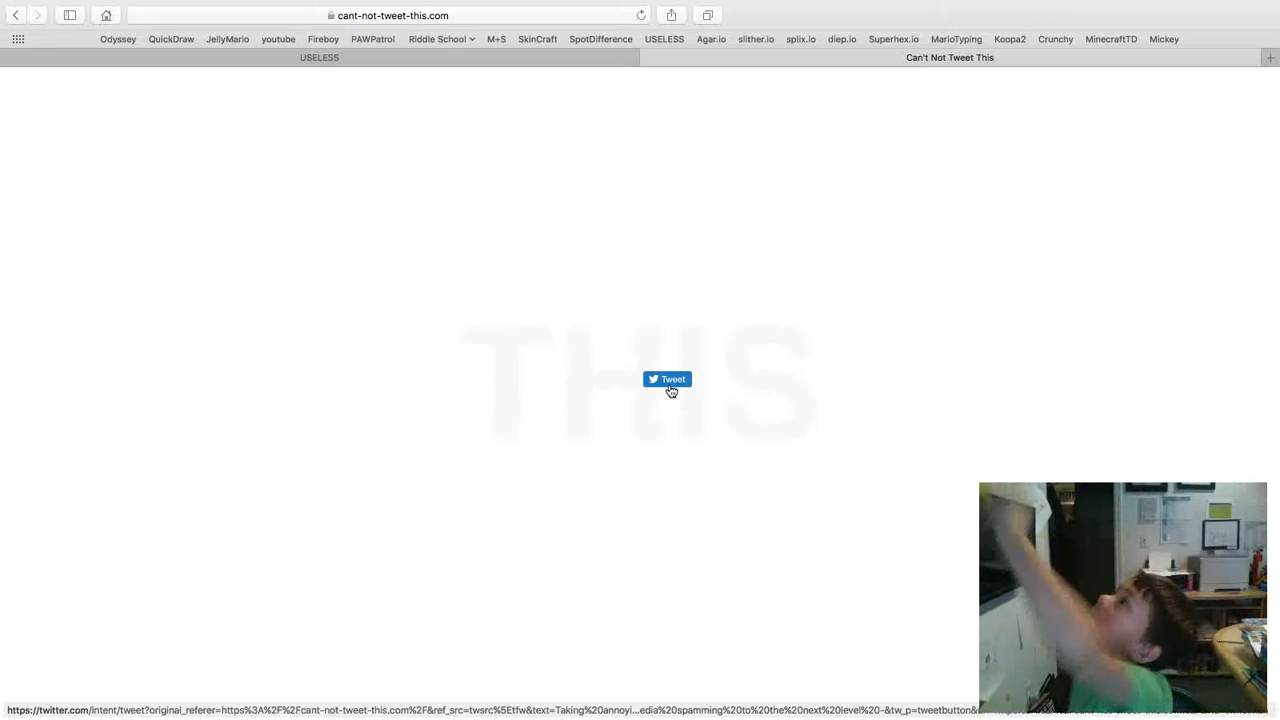 cant-not-tweet-this.com
Odyssey QuickDraw JellyMario youtube Fireboy PAWPatrol Riddle School M+S SkinCraft SpotDifference USELESS Agar.io slither.io splix.io diep.io Superhex.io MarioTyping Koopa2 Crunchy MinecraftTD Mickey
USELESS Can't Not Tweet This
THIS
Tweet
https://twitter.com/intent/tweet?original_referer=https%3A%2F%2Fcant-not-tweet-this.com%2F&ref_src=twsrc%5Etfw&text=Taking%20annoyi...edia%20spamming%20to%20the%20next%20level%20-&tw_p=tweetbutton&